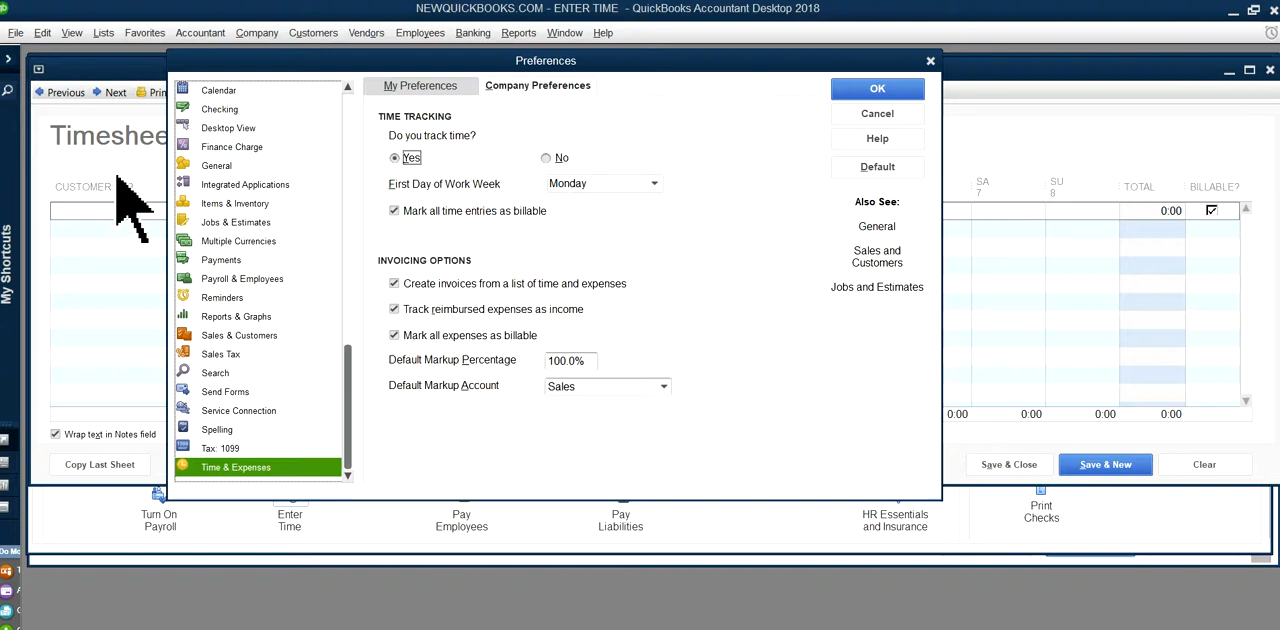 NEWQUICKBOOKS.COM - ENTER TIME - QuickBooks Accountant Desktop 2018
File Edit View Lists Favorites Accountant Company Customers Vendors Employees Banking Reports Window Help
Preferences
Previous Next Prin
My Shortcuts
Timeshee
CUSTOMER
Calendar
Checking
Desktop View
Finance Charge
General
Integrated Applications
Items & Inventory
Jobs & Estimates
Multiple Currencies
Payments
Payroll & Employees
Reminders
Reports & Graphs
Sales & Customers
Sales Tax
Search
Send Forms
Service Connection
Spelling
Tax: 1099
Time & Expenses
My Preferences Company Preferences
TIME TRACKING
Do you track time?
Yes No
First Day of Work Week Monday
Mark all time entries as billable
INVOICING OPTIONS
Create invoices from a list of time and expenses
Track reimbursed expenses as income
Mark all expenses as billable
Default Markup Percentage 100.0%
Default Markup Account Sales
OK
Cancel
Help
Default
Also See:
General
Sales and
Customers
Jobs and Estimates
SA
7
SU
8
TOTAL BILLABLE?
0:00
0:00 0:00 0:00 0:00
Wrap text in Notes field
Copy Last Sheet
Save & Close Save & New Clear
Turn On
Payroll
Enter
Time
Pay
Employees
Pay
Liabilities
HR Essentials
and Insurance
Print
Checks
Do Mo